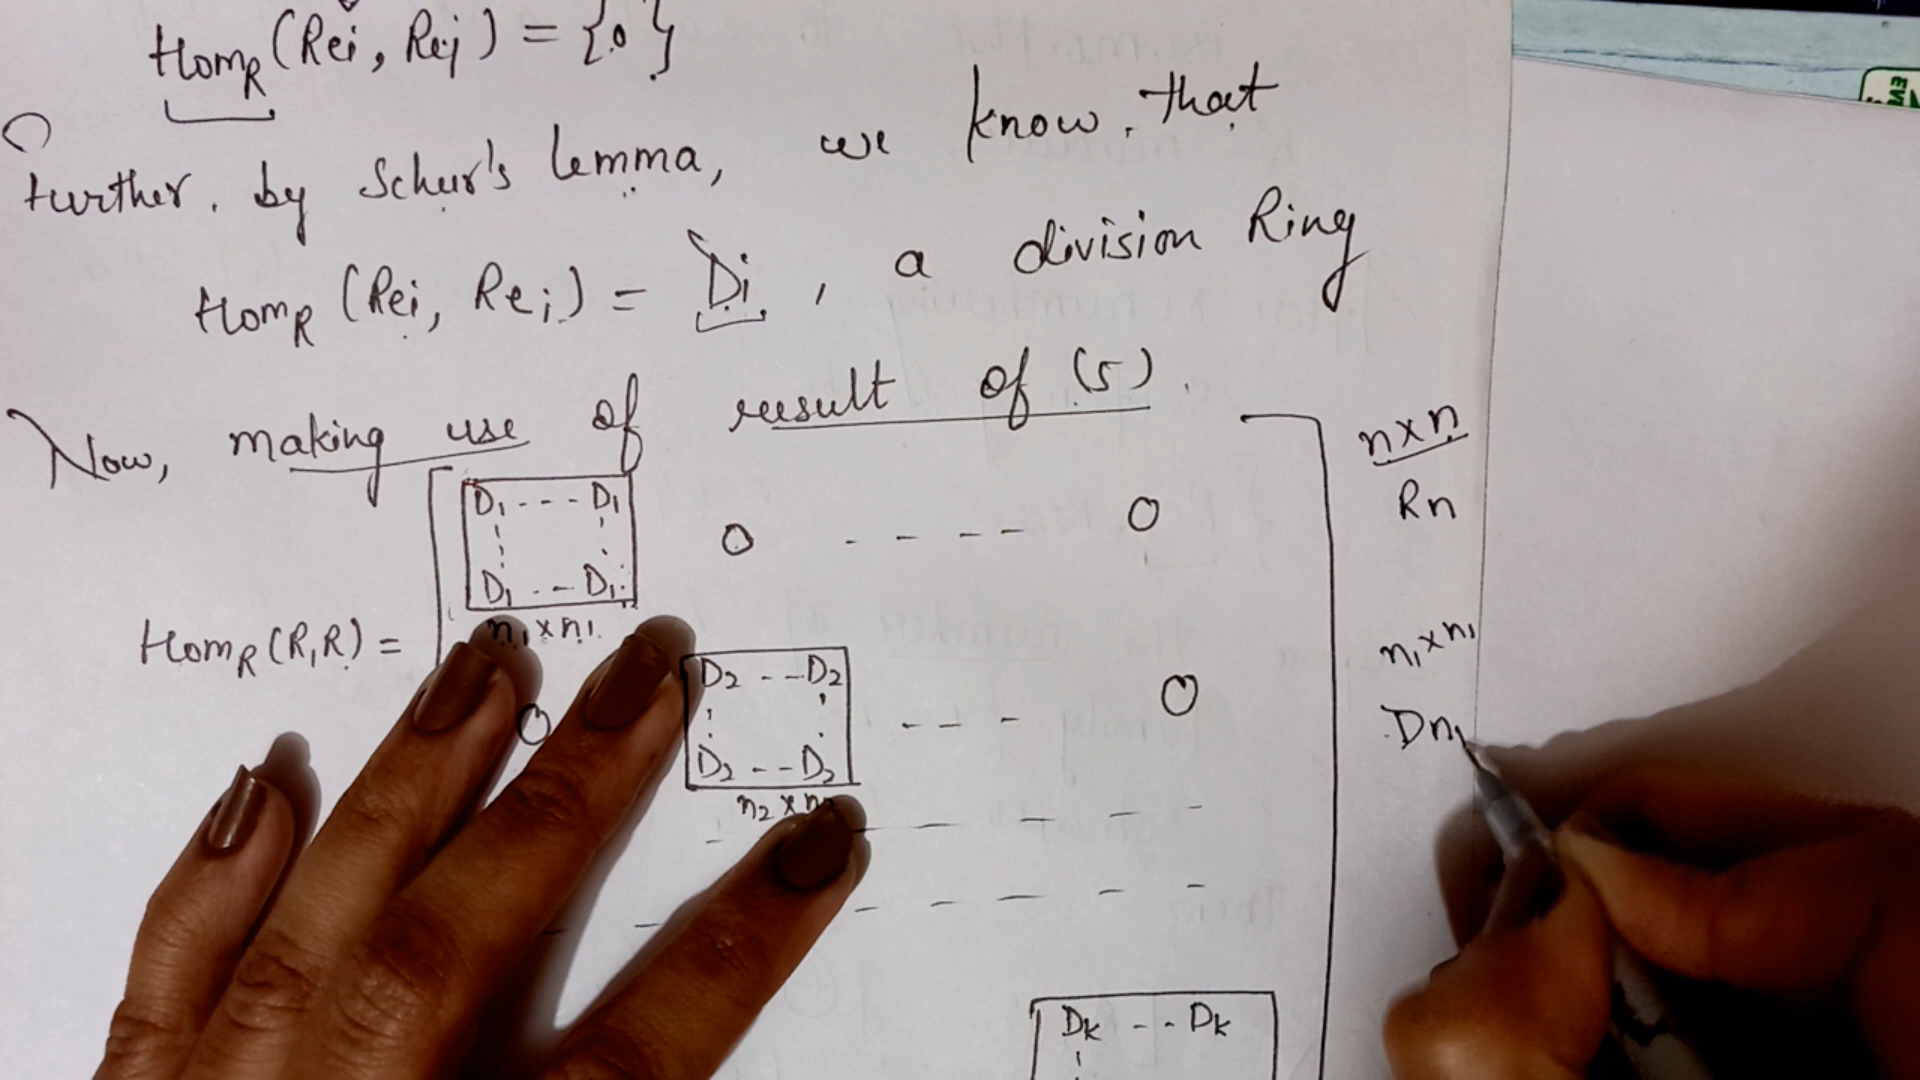 HomR (Rei, Rej) = {0}
Further, by Schur's lemma, we know that
HomR (Rei, Rei) = Di, a division Ring
Now, making use of result of (5).
n×n
Rn
D1 - - - D1 0 - - - - 0
D1 - - D1
n1×n1
HomR (R,R) =
n1×n1
0 D2 - - D2 - - - 0
D2 - - D2
n2×
Dn1
Dk - - Dk